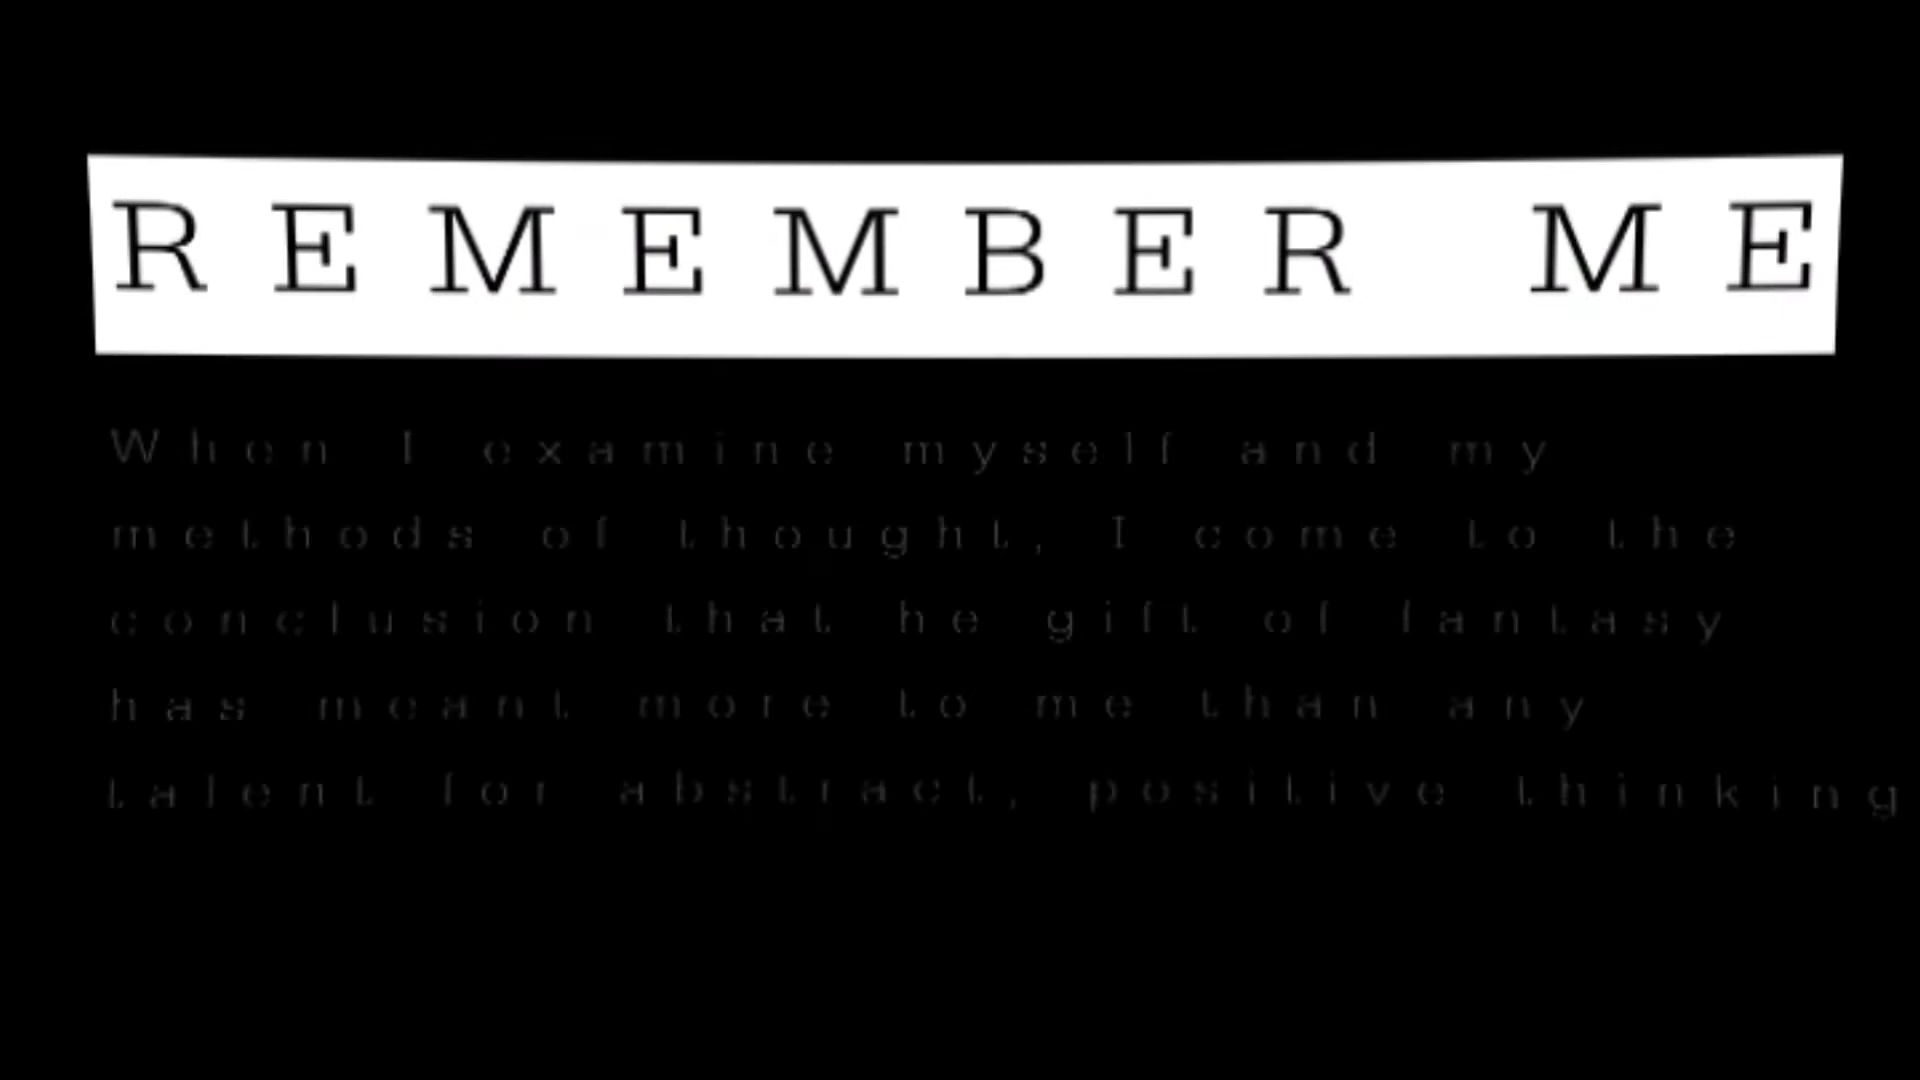 REMEMBER ME
When I examine myself and my
methods of thought, I come to the
conclusion that he gift of fantasy
has meant more to me than any
talent for abstract, positive thinking